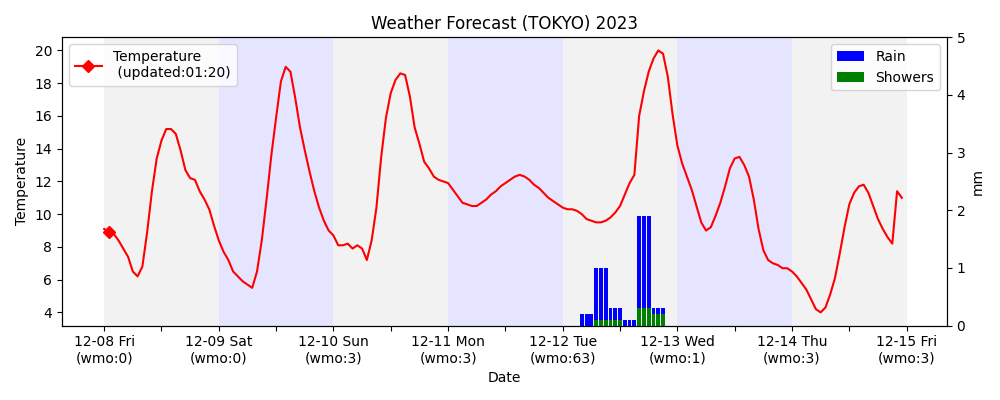 Weather Forecast (TOKYO) 2023
Temperature
(updated:01:20)
Rain
Showers
20
18
16
14
12
10
8
6
4
Temperature
5
4
3
2
1
0
mm
12-08 Fri
(wmo:0)
12-09 Sat
(wmo:0)
12-10 Sun
(wmo:3)
12-11 Mon
(wmo:3)
12-12 Tue
(wmo:63)
12-13 Wed
(wmo:1)
12-14 Thu
(wmo:3)
12-15 Fri
(wmo:3)
Date